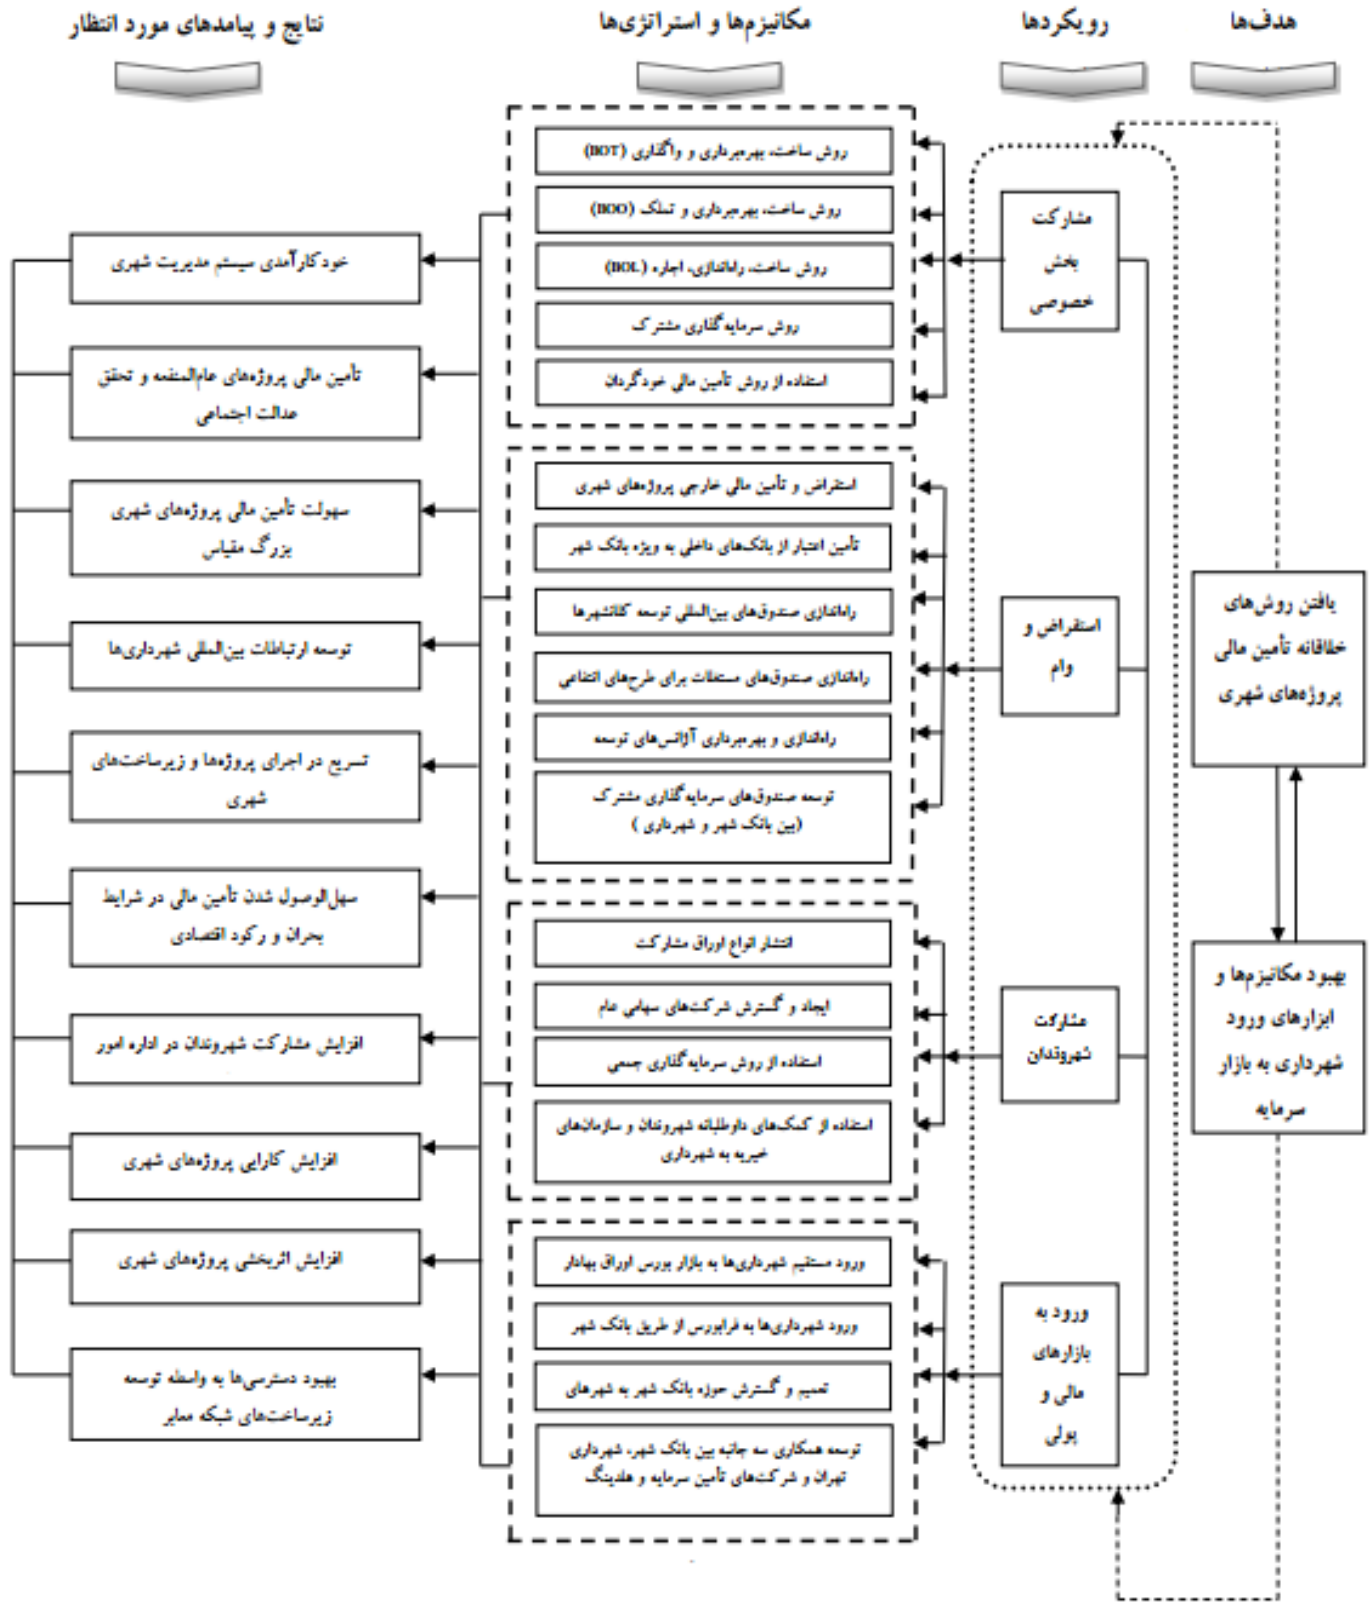 هدف‌ها
رویکردها
مکانیزم‌ها و استراتژی‌ها
نتایج و پیامدهای مورد انتظار
یافتن روش‌های
خلاقانه تأمین مالی
پروژه‌های شهری
بهبود مکانیزم‌ها و
ابزارهای ورود
شهرداری به بازار
سرمایه
مشارکت
بخش
خصوصی
استقراض و
وام
مشارکت
شهروندان
ورود به
بازارهای
مالی و
پولی
روش ساخت، بهره‌برداری و واگذاری (BOT)
روش ساخت، بهره‌برداری و تملک (BOO)
روش ساخت، راه‌اندازی، اجاره (BOL)
روش سرمایه‌گذاری مشترک
استفاده از روش تأمین مالی خودگردان
استقراض و تأمین مالی خارجی پروژه‌های شهری
تأمین اعتبار از بانک‌های داخلی به ویژه بانک شهر
راه‌اندازی صندوق‌های بین‌المللی توسعه کلانشهرها
راه‌اندازی صندوق‌های مستغلات برای طرح‌های انتفاعی
راه‌اندازی و بهره‌برداری آژانس‌های توسعه
توسعه صندوق‌های سرمایه‌گذاری مشترک
(بین بانک شهر و شهرداری )
انتشار انواع اوراق مشارکت
ایجاد و گسترش شرکت‌های سهامی عام
استفاده از روش سرمایه‌گذاری جمعی
استفاده از کمک‌های داوطلبانه شهروندان و سازمان‌های
خیریه به شهرداری
ورود مستقیم شهرداری‌ها به بازار بورس اوراق بهادار
ورود شهرداری‌ها به فرابورس از طریق بانک شهر
تعمیم و گسترش حوزه بانک شهر به شهرهای
توسعه همکاری سه جانبه بین بانک شهر، شهرداری
تهران و شرکت‌های تأمین سرمایه و هلدینگ
خودکارآمدی سیستم مدیریت شهری
تأمین مالی پروژه‌های عام‌المنفعه و تحقق
عدالت اجتماعی
سهولت تأمین مالی پروژه‌های شهری
بزرگ مقیاس
توسعه ارتباطات بین‌المللی شهرداری‌ها
تسریع در اجرای پروژه‌ها و زیرساخت‌های
شهری
سهل‌الوصول شدن تأمین مالی در شرایط
بحران و رکود اقتصادی
افزایش مشارکت شهروندان در اداره امور
افزایش کارایی پروژه‌های شهری
افزایش اثربخشی پروژه‌های شهری
بهبود دسترسی‌ها به واسطه توسعه
زیرساخت‌های شبکه معابر